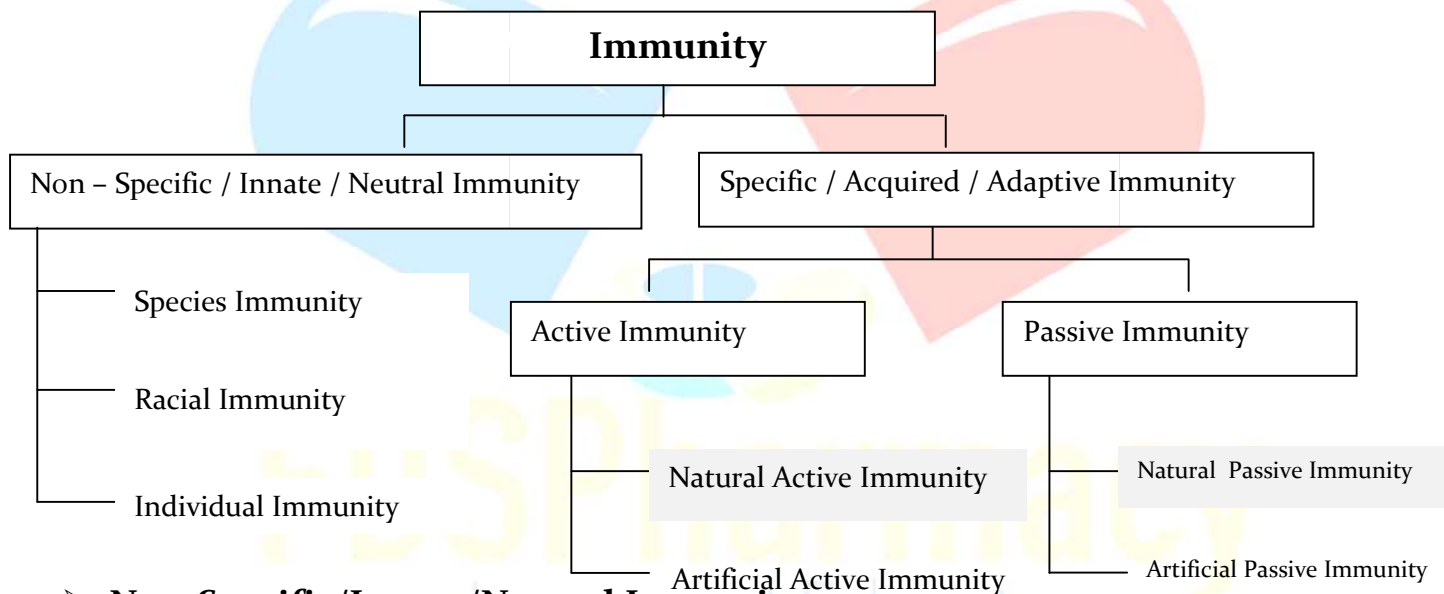 Immunity
Non – Specific / Innate / Neutral Immunity
Specific / Acquired / Adaptive Immunity
Species Immunity
Racial Immunity
Individual Immunity
Active Immunity
Passive Immunity
Natural Active Immunity
Natural Passive Immunity
Artificial Active Immunity
Artificial Passive Immunity